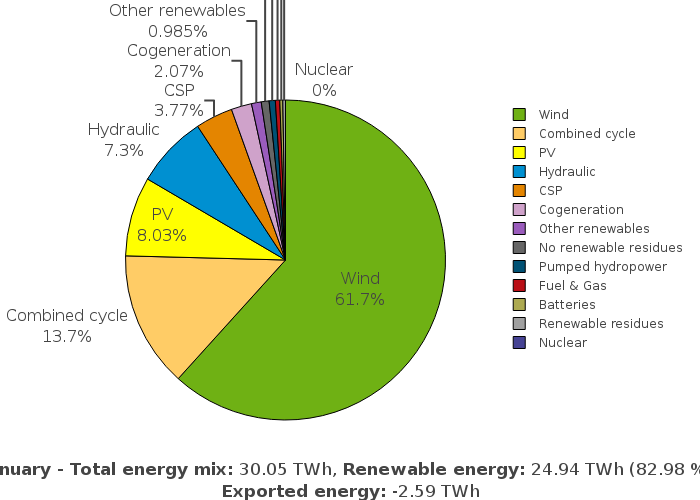 Other renewables
0.985%
Cogeneration
2.07%
CSP
3.77%
Nuclear
0%
Hydraulic
7.3%
PV
8.03%
Wind
61.7%
Combined cycle
13.7%
Wind
Combined cycle
PV
Hydraulic
CSP
Cogeneration
Other renewables
No renewable residues
Pumped hydropower
Fuel & Gas
Batteries
Renewable residues
Nuclear
nuary - Total energy mix: 30.05 TWh, Renewable energy: 24.94 TWh (82.98 %
Exported energy: -2.59 TWh